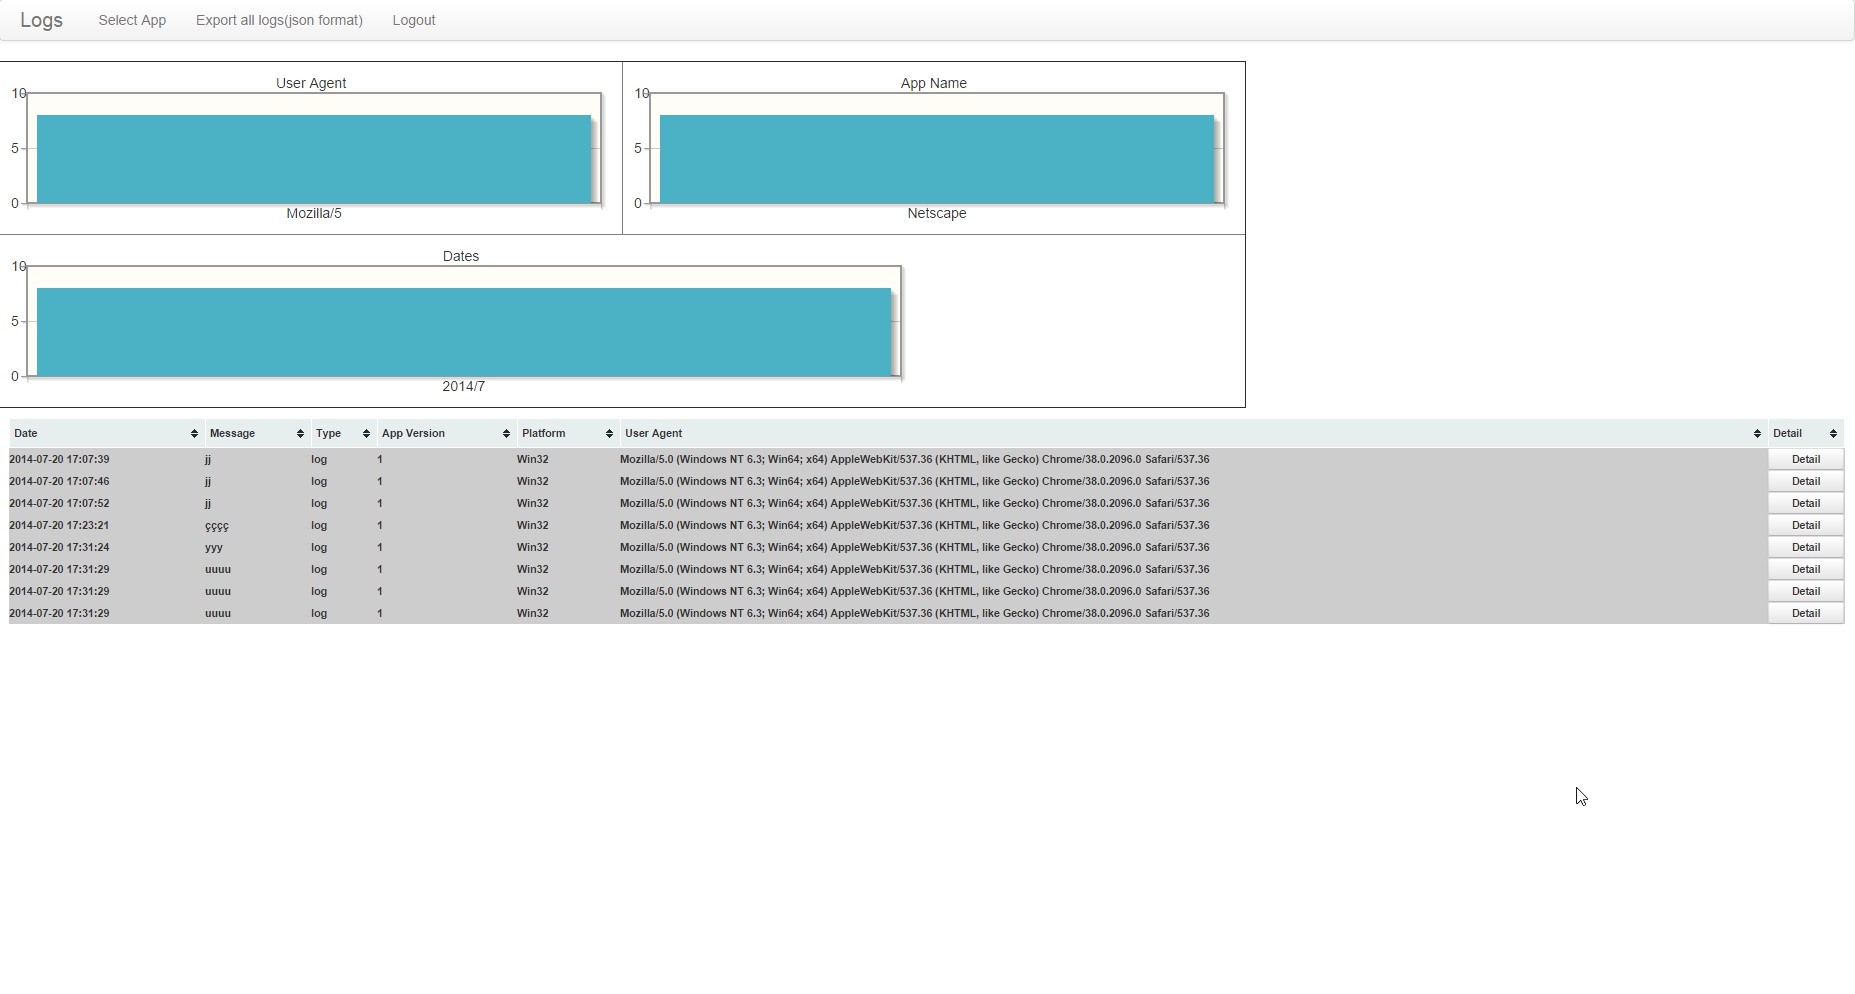 Logs Select App Export all logs(json format) Logout
User Agent
10
5
0
Mozilla/5
App Name
10
5
0
Netscape
Dates
10
5
0
2014/7
Date Message Type App Version Platform User Agent Detail
2014-07-20 17:07:39 jj log 1 Win32 Mozilla/5.0 (Windows NT 6.3; Win64; x64) AppleWebKit/537.36 (KHTML, like Gecko) Chrome/38.0.2096.0 Safari/537.36 Detail
2014-07-20 17:07:46 jj log 1 Win32 Mozilla/5.0 (Windows NT 6.3; Win64; x64) AppleWebKit/537.36 (KHTML, like Gecko) Chrome/38.0.2096.0 Safari/537.36 Detail
2014-07-20 17:07:52 jj log 1 Win32 Mozilla/5.0 (Windows NT 6.3; Win64; x64) AppleWebKit/537.36 (KHTML, like Gecko) Chrome/38.0.2096.0 Safari/537.36 Detail
2014-07-20 17:23:21 çççç log 1 Win32 Mozilla/5.0 (Windows NT 6.3; Win64; x64) AppleWebKit/537.36 (KHTML, like Gecko) Chrome/38.0.2096.0 Safari/537.36 Detail
2014-07-20 17:31:24 yyy log 1 Win32 Mozilla/5.0 (Windows NT 6.3; Win64; x64) AppleWebKit/537.36 (KHTML, like Gecko) Chrome/38.0.2096.0 Safari/537.36 Detail
2014-07-20 17:31:29 uuuu log 1 Win32 Mozilla/5.0 (Windows NT 6.3; Win64; x64) AppleWebKit/537.36 (KHTML, like Gecko) Chrome/38.0.2096.0 Safari/537.36 Detail
2014-07-20 17:31:29 uuuu log 1 Win32 Mozilla/5.0 (Windows NT 6.3; Win64; x64) AppleWebKit/537.36 (KHTML, like Gecko) Chrome/38.0.2096.0 Safari/537.36 Detail
2014-07-20 17:31:29 uuuu log 1 Win32 Mozilla/5.0 (Windows NT 6.3; Win64; x64) AppleWebKit/537.36 (KHTML, like Gecko) Chrome/38.0.2096.0 Safari/537.36 Detail